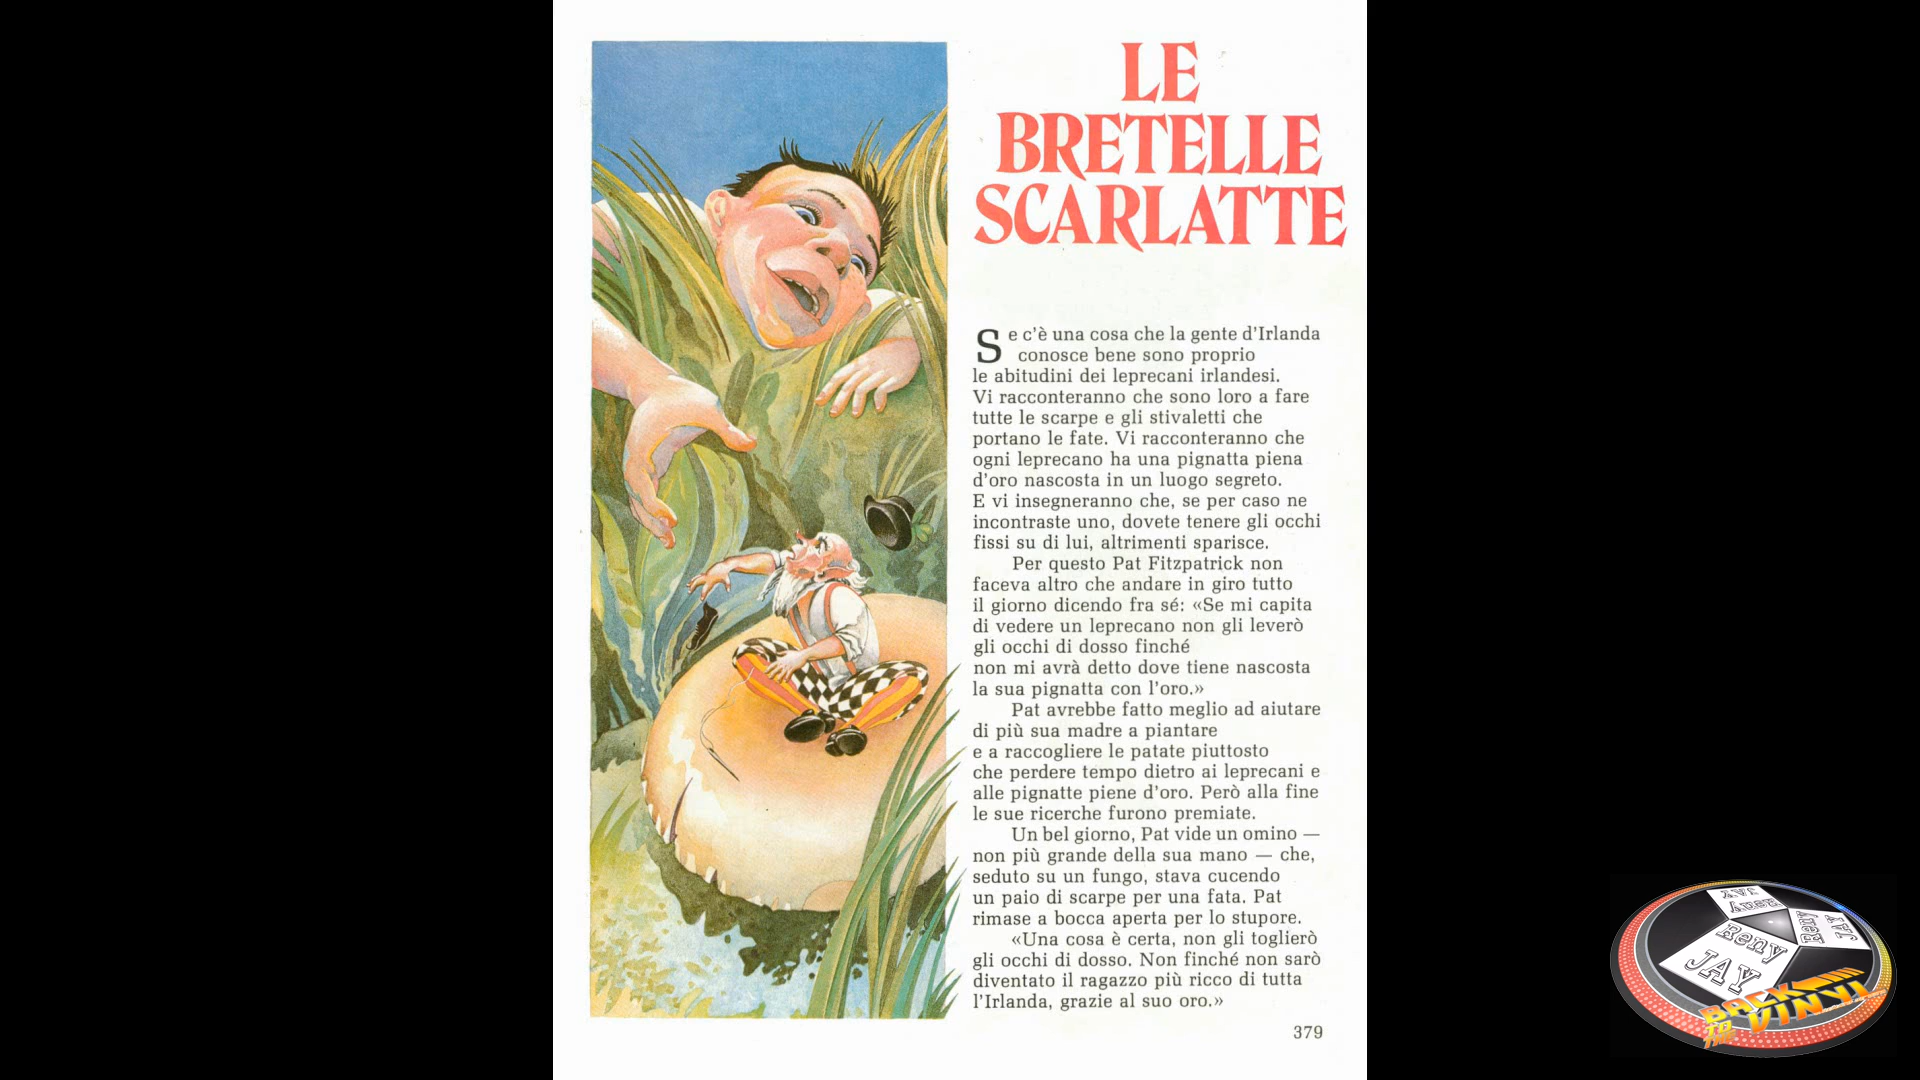 LE
BRETELLE
SCARLATTE
Se c'è una cosa che la gente d'Irlanda
conosce bene sono proprio
le abitudini dei leprecani irlandesi.
Vi racconteranno che sono loro a fare
tutte le scarpe e gli stivaletti che
portano le fate. Vi racconteranno che
ogni leprecano ha una pignatta piena
d'oro nascosta in un luogo segreto.
E vi insegneranno che, se per caso ne
incontraste uno, dovete tenere gli occhi
fissi su di lui, altrimenti sparisce.
Per questo Pat Fitzpatrick non
faceva altro che andare in giro tutto
il giorno dicendo fra sé: «Se mi capita
di vedere un leprecano non gli leverò
gli occhi di dosso finché
non mi avrà detto dove tiene nascosta
la sua pignatta con l'oro.»
Pat avrebbe fatto meglio ad aiutare
di più sua madre a piantare
e a raccogliere le patate piuttosto
che perdere tempo dietro ai leprecani e
alle pignatte piene d'oro. Però alla fine
le sue ricerche furono premiate.
Un bel giorno, Pat vide un omino —
non più grande della sua mano — che,
seduto su un fungo, stava cucendo
un paio di scarpe per una fata. Pat
rimase a bocca aperta per lo stupore.
«Una cosa è certa, non gli toglierò
gli occhi di dosso. Non finché non sarò
diventato il ragazzo più ricco di tutta
l'Irlanda, grazie al suo oro.»
379
Reny
JAY
Reny
JAY
Reny
JAY
BACK
TO THE VINYL